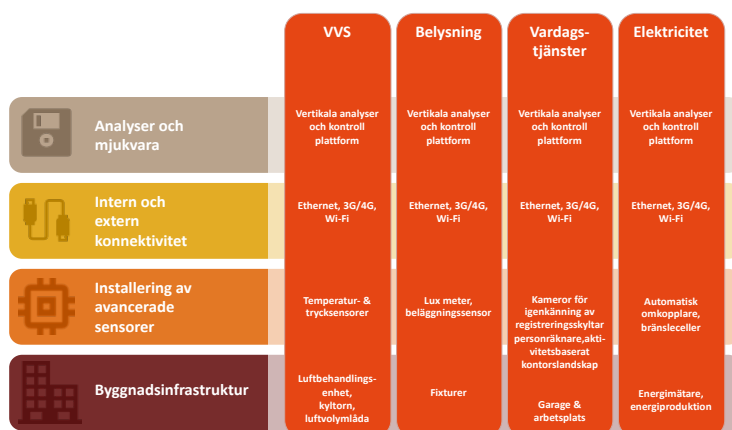 VVS
Belysning
Vardags-
tjänster
Elektricitet
Analyser och
mjukvara
Vertikala analyser
och kontroll
plattform
Vertikala analyser
och kontroll
plattform
Vertikala analyser
och kontroll
plattform
Vertikala analyser
och kontroll
plattform
Intern och
extern
konnektivitet
Ethernet, 3G/4G,
Wi-Fi
Ethernet, 3G/4G,
Wi-Fi
Ethernet, 3G/4G,
Wi-Fi
Ethernet, 3G/4G,
Wi-Fi
Installering av
avancerade
sensorer
Temperatur- &
trycksensorer
Lux meter,
beläggningssensor
Kameror för
igenkänning av
registreringsskyltar
personräknare,akti-
vitetsbaserat
kontorslandskap
Automatisk
omkopplare,
bränsleceller
Byggnadsinfrastruktur
Luftbehandlings-
enhet,
kyltorn,
luftvolymlåda
Fixturer
Garage &
arbetsplats
Energimätare,
energiproduktion